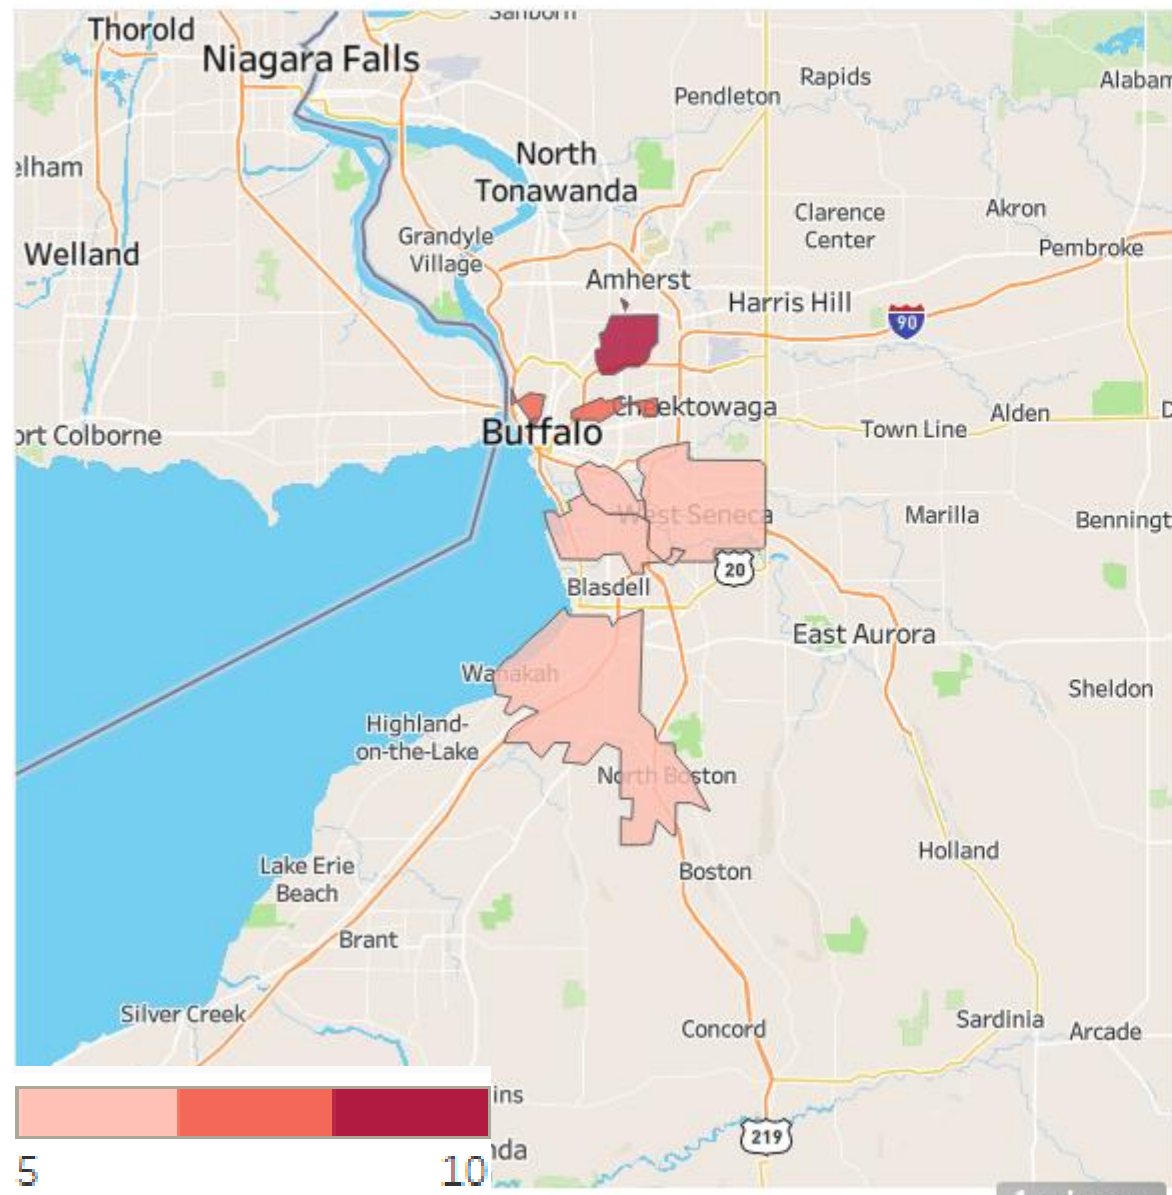 Sanborn
Thorold
Niagara Falls
Rapids
Pendleton
Alabam
elham
North
Tonawanda
Clarence
Center
Akron
Welland
Grandyle
Village
Pembroke
Amherst
Harris Hill
90
Cheektowaga
Buffalo
Alden
Town Line
ort Colborne
West Seneca
Marilla
Benningt
20
Blasdell
East Aurora
Wanakah
Sheldon
Highland-
on-the-Lake
North Boston
Holland
Lake Erie
Beach
Boston
Brant
Silver Creek
Concord
Sardinia
Arcade
ins
nda
219
5
10